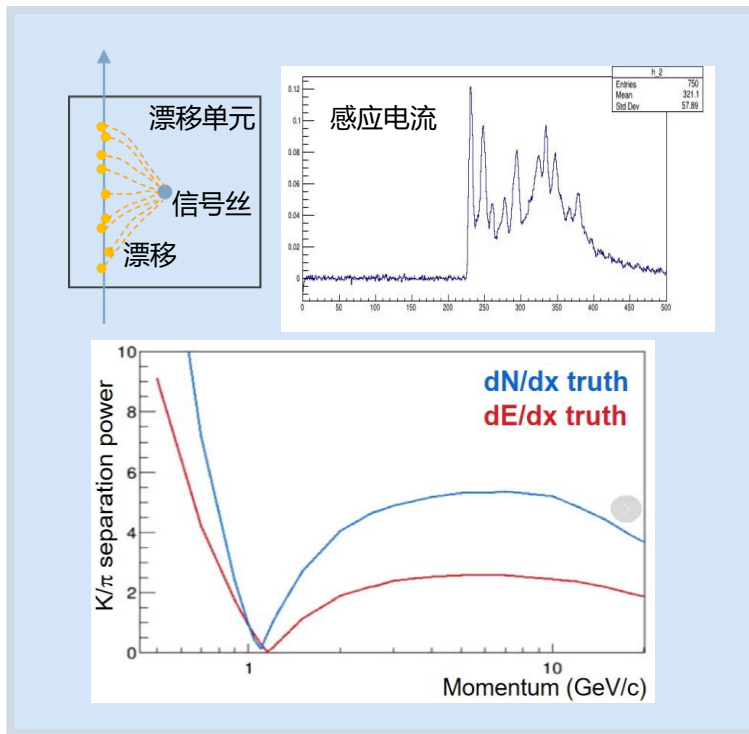 漂移单元
信号丝
漂移
感应电流
h_2
Entries 750
Mean 321.1
Std Dev 57.89
0.12
0.1
0.08
0.06
0.04
0.02
0
0 50 100 150 200 250 300 350 400 450 500
dN/dx truth
dE/dx truth
K/π separation power
10
8
6
4
2
0
1 10
Momentum (GeV/c)